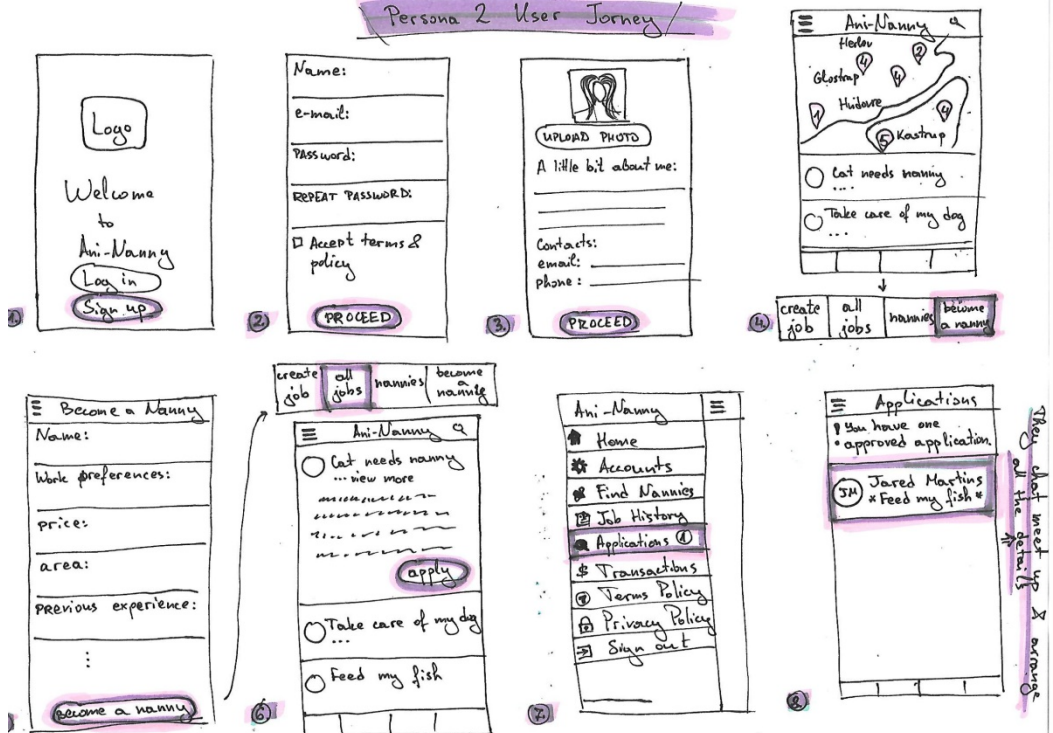 Persona 2 User Jorney
Logo
Welcome
to
Ani-Nanny
Log in
Sign up
1)
Name:
e-mail:
PASSword:
REPEAT PASSWORD:
Accept terms &
policy
PROCEED
2.
UPLOAD PHOTO
A little bit about me:
Contacts:
email:
phone:
PROCEED
3.
Ani-Nanny
Herlev
2
4
Glostrup
4
Hvidovre
1
4
5
Kastrup
Cat needs nanny
....
Take care of my dog
...
4.
create job
all jobs
nannies
become a nanny
Become a Nanny
Name:
Work preferences:
price:
area:
PREVIOUS experience:
Become a nanny
create job
all jobs
nannies
become a nannie
Ani-Nanny
Cat needs nanny
... view more
apply
Take care of my dog
...
Feed my fish
6.
Ani-Nanny
Home
Accounts
Find Nannies
Job History
Applications 1
$ Transactions
Terms Policy
Privacy Policy
Sign out
7.
Applications
! You have one
approved application.
JM
Jared Martins
*Feed my fish*
8.
They chat meet up & arrange
all the details